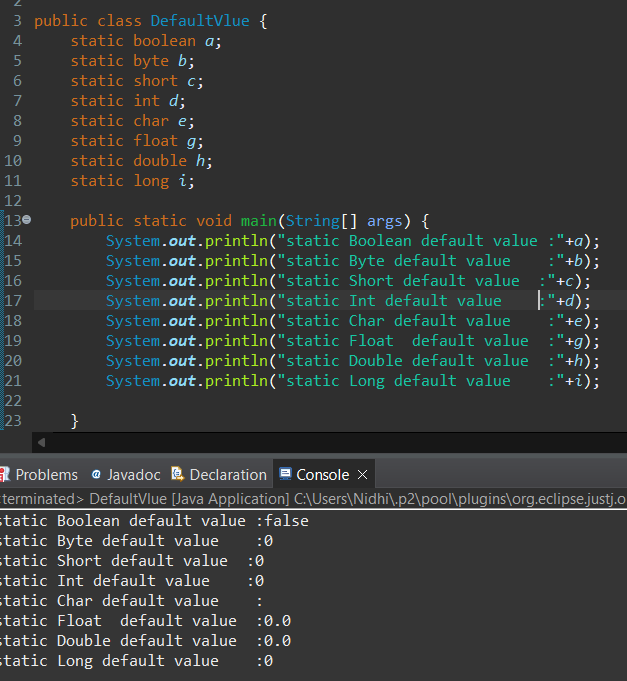 2
3 public class DefaultVlue {
4     static boolean a;
5     static byte b;
6     static short c;
7     static int d;
8     static char e;
9     static float g;
10     static double h;
11     static long i;
12
13     public static void main(String[] args) {
14         System.out.println("static Boolean default value :"+a);
15         System.out.println("static Byte default value    :"+b);
16         System.out.println("static Short default value  :"+c);
17         System.out.println("static Int default value    :"+d);
18         System.out.println("static Char default value    :"+e);
19         System.out.println("static Float  default value  :"+g);
20         System.out.println("static Double default value  :"+h);
21         System.out.println("static Long default value    :"+i);
22
23     }
Problems @ Javadoc Declaration Console
terminated> DefaultVlue [Java Application] C:\Users\Nidhi\.p2\pool\plugins\org.eclipse.justj.o
static Boolean default value :false
static Byte default value    :0
static Short default value  :0
static Int default value    :0
static Char default value    :
static Float  default value  :0.0
static Double default value  :0.0
static Long default value    :0